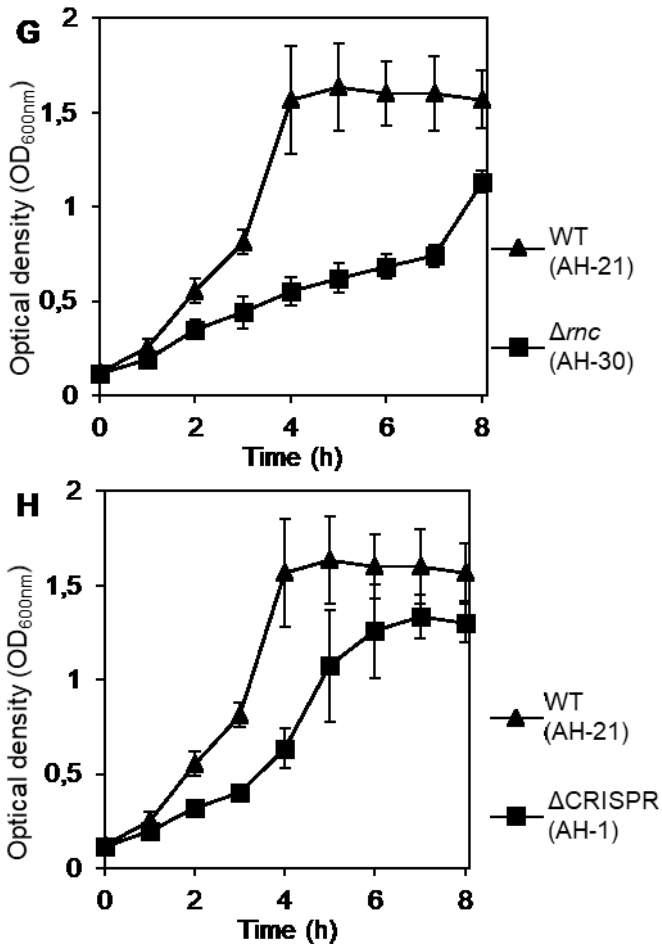 G
2
1,5
1
0,5
0
0 2 4 6 8
Time (h)
Optical density (OD600nm)
WT
(AH-21)
Δrnc
(AH-30)
H
2
1,5
1
0,5
0
0 2 4 6 8
Time (h)
Optical density (OD600nm)
WT
(AH-21)
ΔCRISPR
(AH-1)